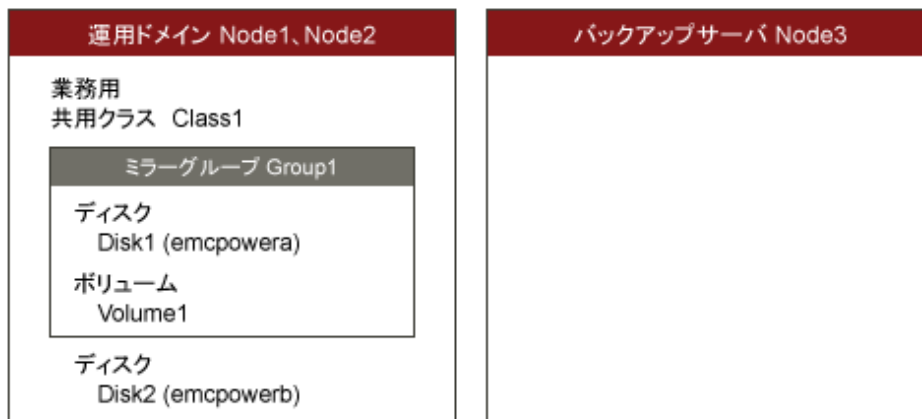 運用ドメイン Node1、Node2
業務用
共用クラス Class1
ミラーグループ Group1
ディスク
Disk1 (emcpowera)
ボリューム
Volume1
ディスク
Disk2 (emcpowerb)
バックアップサーバ Node3